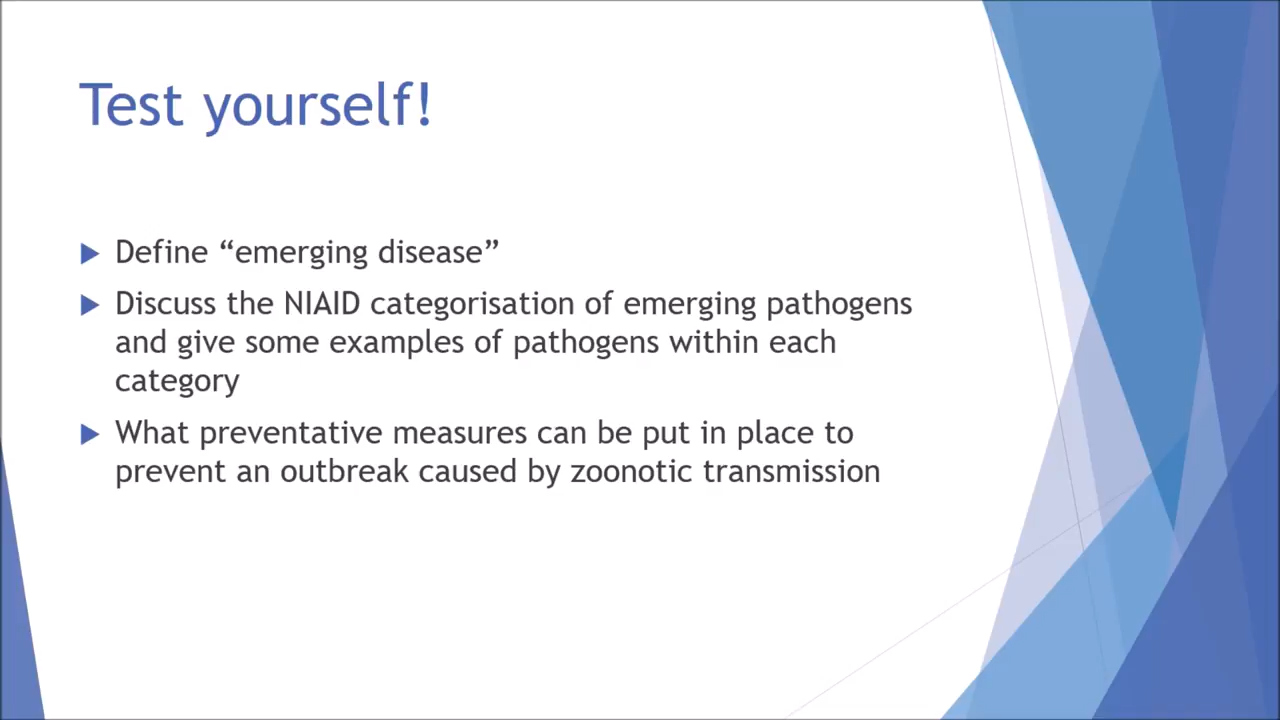 Test yourself!
Define “emerging disease”
Discuss the NIAID categorisation of emerging pathogens
and give some examples of pathogens within each
category
What preventative measures can be put in place to
prevent an outbreak caused by zoonotic transmission